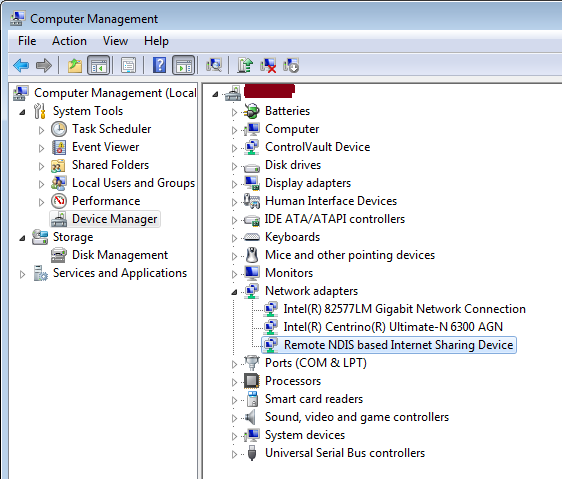 Computer Management
File Action View Help
Computer Management (Local
System Tools
Task Scheduler
Event Viewer
Shared Folders
Local Users and Groups
Performance
Device Manager
Storage
Disk Management
Services and Applications
Batteries
Computer
ControlVault Device
Disk drives
Display adapters
Human Interface Devices
IDE ATA/ATAPI controllers
Keyboards
Mice and other pointing devices
Monitors
Network adapters
Intel(R) 82577LM Gigabit Network Connection
Intel(R) Centrino(R) Ultimate-N 6300 AGN
Remote NDIS based Internet Sharing Device
Ports (COM & LPT)
Processors
Smart card readers
Sound, video and game controllers
System devices
Universal Serial Bus controllers